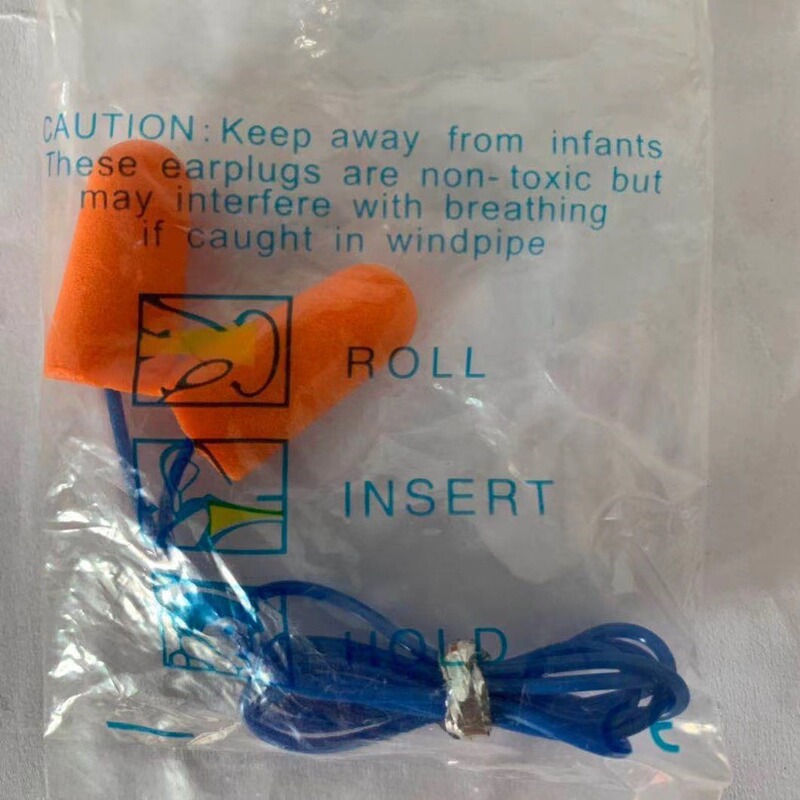 CAUTION: Keep away from infants
These earplugs are non-toxic but
may interfere with breathing
if caught in windpipe
ROLL
INSERT
HOLD